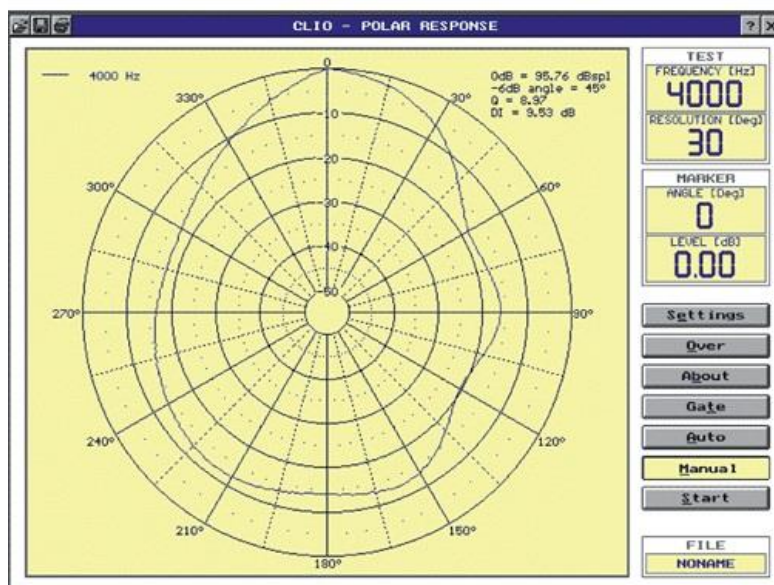 CLIO - POLAR RESPONSE
? X
4000 Hz
0dB = 95.76 dBspl
-6dB angle = 45°
Q = 8.97
DI = 9.53 dB
0
-10
-20
-30
-40
-50
30°
60°
90°
120°
150°
180°
210°
240°
270°
300°
330°
TEST
FREQUENCY [Hz]
4000
RESOLUTION [Deg]
30
MARKER
ANGLE [Deg]
0
LEVEL [dB]
0.00
Settings
Over
About
Gate
Auto
Manual
Start
FILE
NONAME